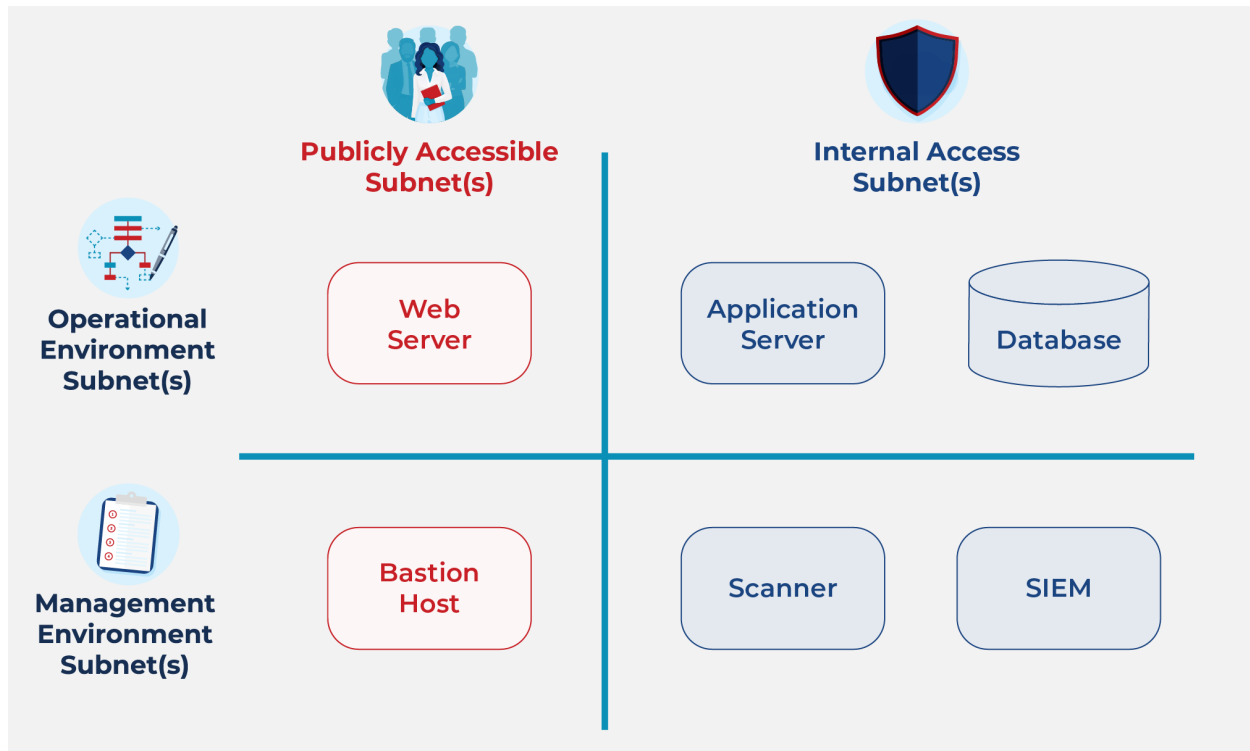 Publicly Accessible
Subnet(s)
Internal Access
Subnet(s)
Operational
Environment
Subnet(s)
Web
Server
Application
Server
Database
Management
Environment
Subnet(s)
Bastion
Host
Scanner
SIEM